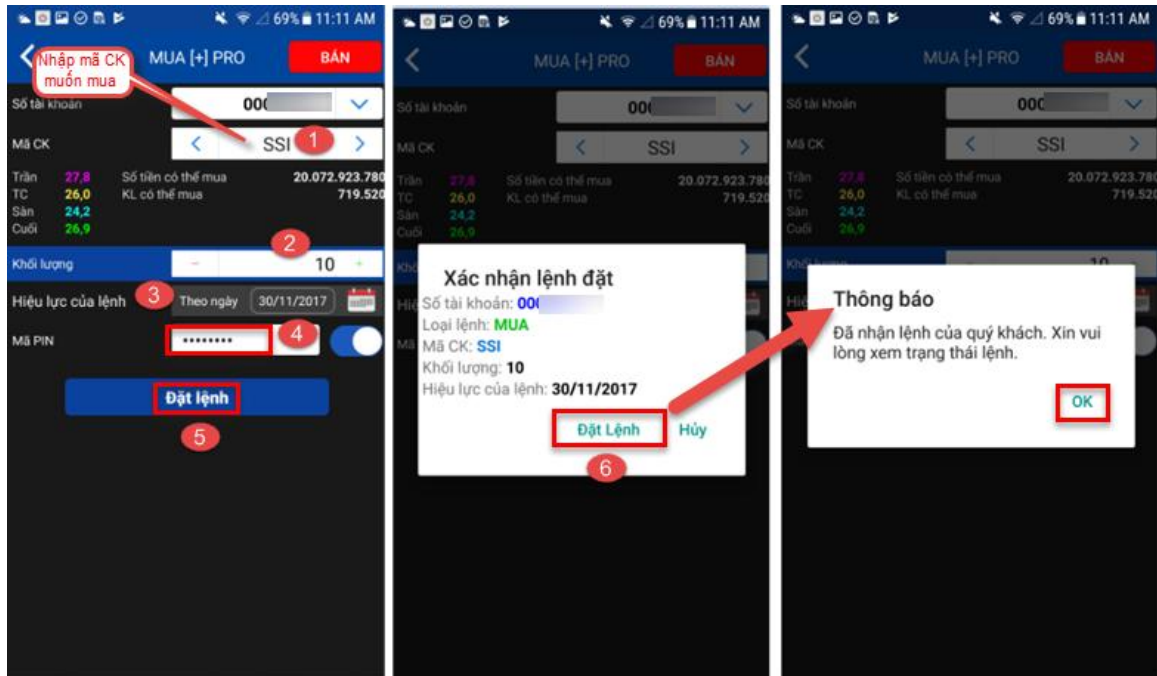 69% 11:11 AM
Nhập mã CK
muốn mua
MUA [+] PRO
BÁN
Số tài khoản
000
Mã CK
SSI
1
Trần 27,8 Số tiền có thể mua 20.072.923.780
TC 26,0 KL có thể mua 719.520
Sàn 24,2
Cuối 26,9
2
Khối lượng - 10 +
Hiệu lực của lệnh 3 Theo ngày 30/11/2017
Mã PIN ******** 4
Đặt lệnh
5
69% 11:11 AM
MUA [+] PRO
BÁN
Số tài khoản
000
Mã CK
SSI
Trần 27,8 Số tiền có thể mua 20.072.923.780
TC 26,0 KL có thể mua 719.520
Sàn 24,2
Cuối 26,9
Xác nhận lệnh đặt
Số tài khoản: 000
Loại lệnh: MUA
Mã CK: SSI
Khối lượng: 10
Hiệu lực của lệnh: 30/11/2017
Đặt Lệnh Hủy
6
69% 11:11 AM
MUA [+] PRO
BÁN
Số tài khoản
000
Mã CK
SSI
Trần 27,8 Số tiền có thể mua 20.072.923.780
TC 26,0 KL có thể mua 719.520
Sàn 24,2
Cuối 26,9
Khối lượng 10
Thông báo
Đã nhận lệnh của quý khách. Xin vui
lòng xem trạng thái lệnh.
OK